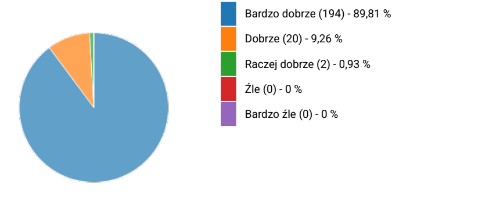 Bardzo dobrze (194) - 89,81 %
Dobrze (20) - 9,26 %
Raczej dobrze (2) - 0,93 %
Źle (0) - 0 %
Bardzo źle (0) - 0 %